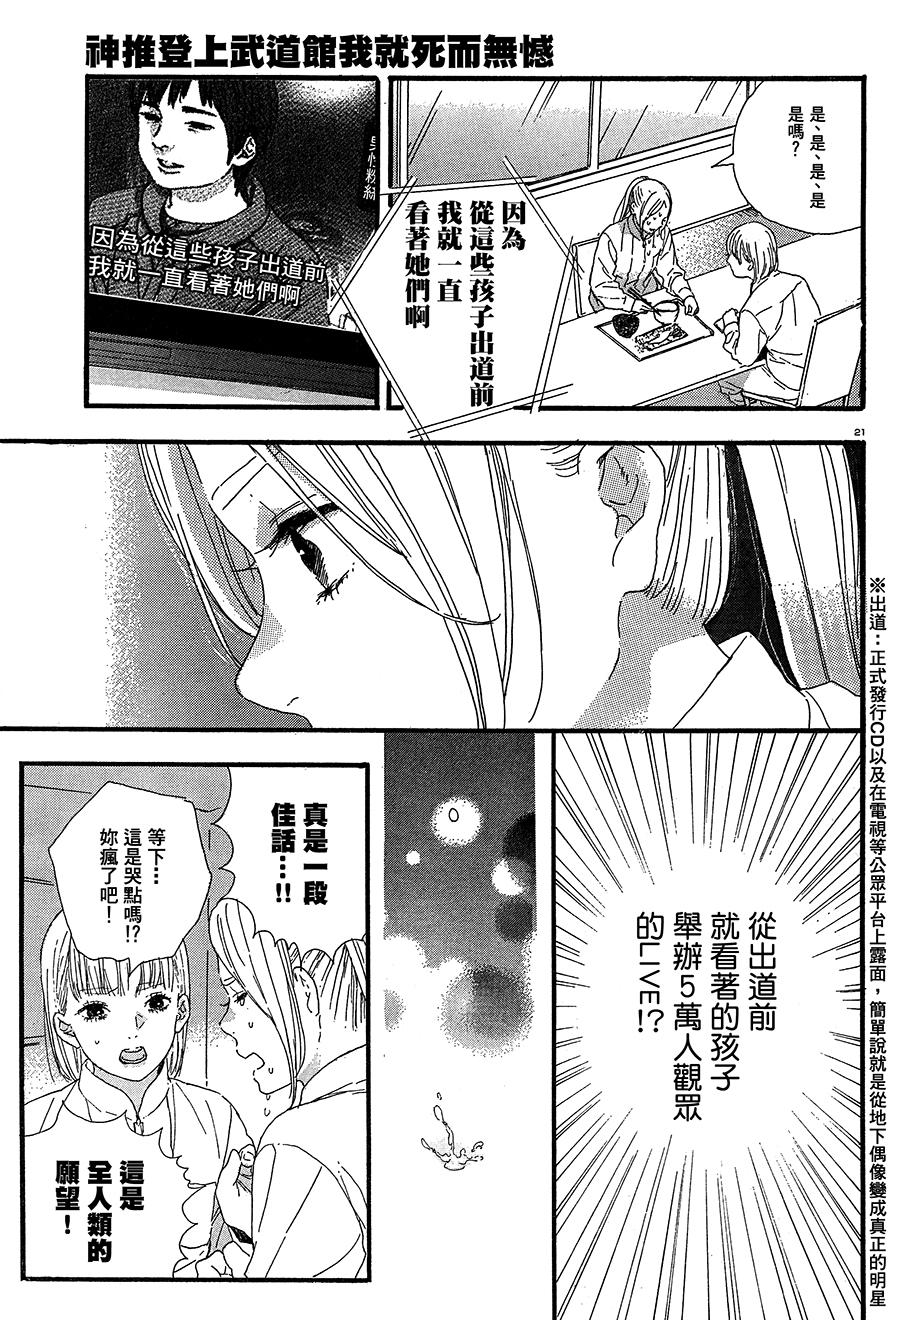 神推登上武道館我就死而無憾
是、是、是、是
是嗎?
因為
從這些孩子出道前
我就一直
看著她們啊
男性粉絲
因為從這些孩子出道前
我就一直看著她們啊
21
從出道前
就看著的孩子
舉辦5萬人觀眾
的LIVE!?
真是一段
佳話…!!
等下…
這是哭點嗎!?
妳瘋了吧!
這是
全人類的
願望!
※出道:正式發行CD以及在電視等公眾平台上露面,簡單說就是從地下偶像變成真正的明星